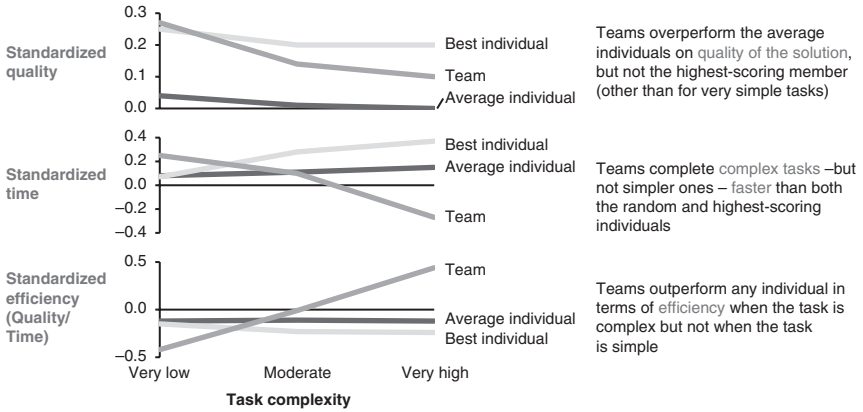 Standardized
quality
0.3
0.2
0.1
0.0
Best individual
Team
Average individual
Teams overperform the average
individuals on quality of the solution,
but not the highest-scoring member
(other than for very simple tasks)
Standardized
time
0.4
0.2
0.0
–0.2
–0.4
Best individual
Average individual
Team
Teams complete complex tasks –but
not simpler ones – faster than both
the random and highest-scoring
individuals
Standardized
efficiency
(Quality/
Time)
0.5
0.0
–0.5
Team
Average individual
Best individual
Teams outperform any individual in
terms of efficiency when the task is
complex but not when the task
is simple
Very low
Moderate
Very high
Task complexity